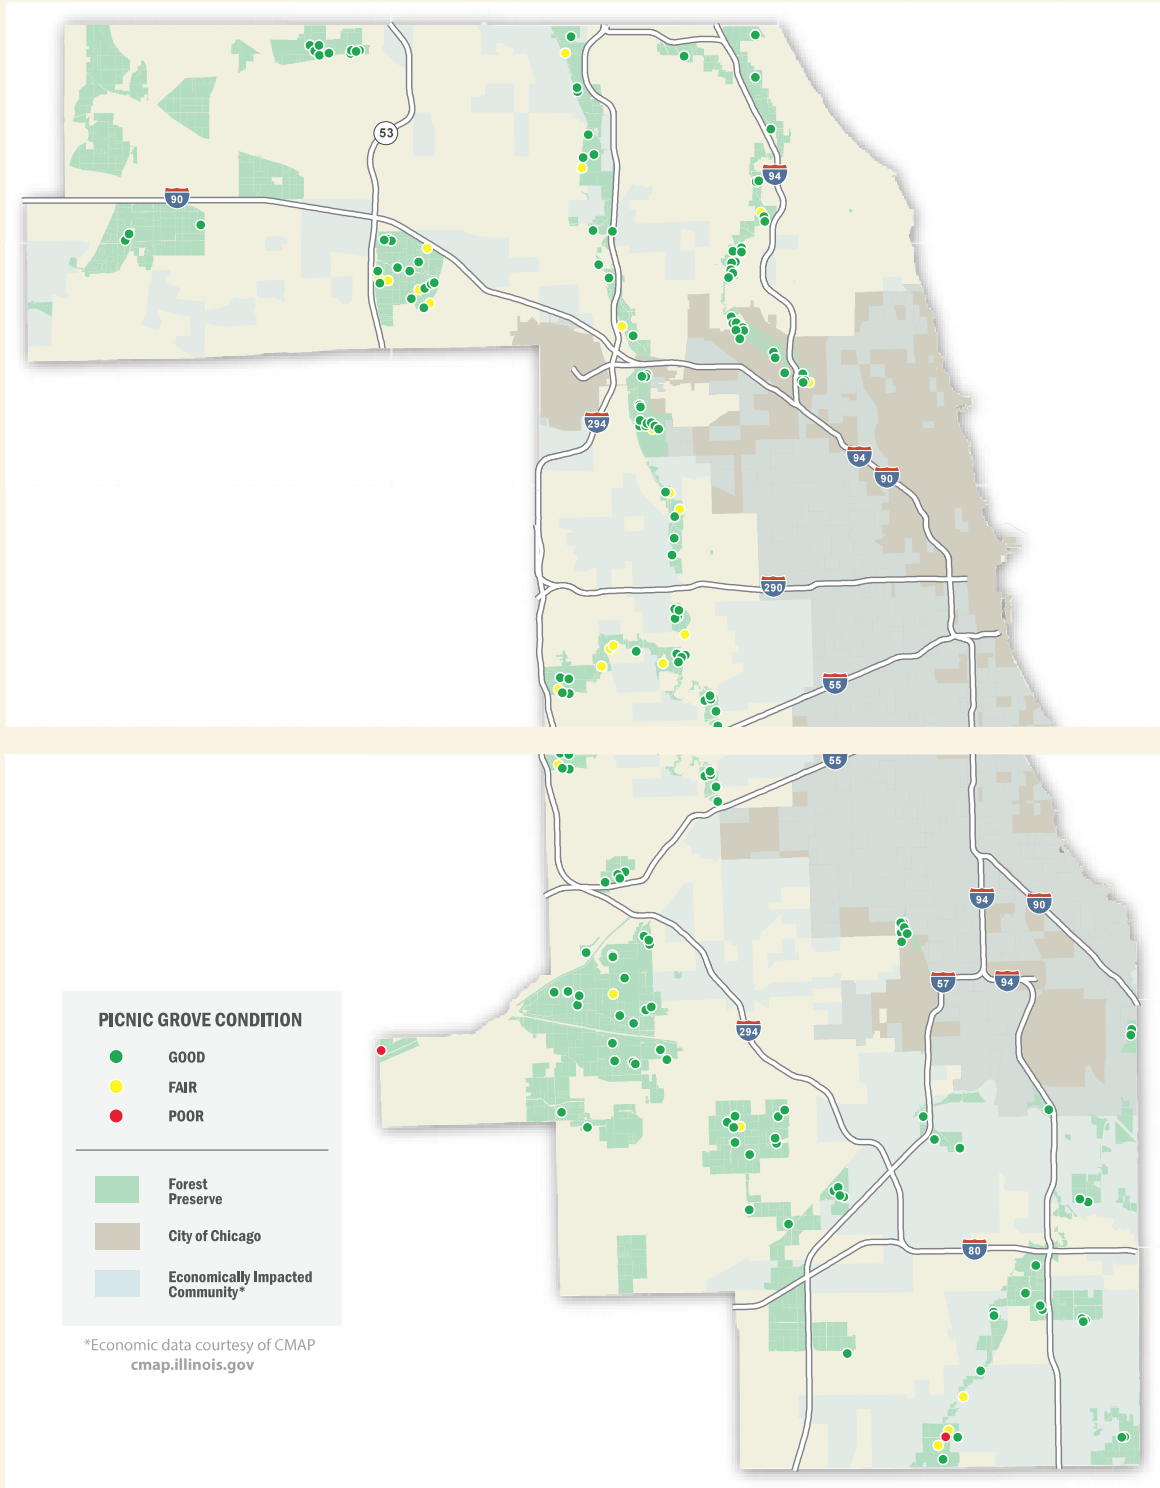 53
90
94
294
94
90
290
55
55
94
90
57
94
294
PICNIC GROVE CONDITION
GOOD
FAIR
POOR
Forest
Preserve
City of Chicago
80
Economically Impacted
Community*
*Economic data courtesy of CMAP
cmap.illinois.gov